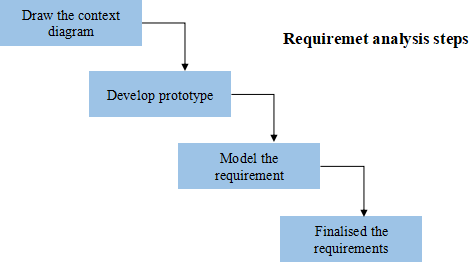 Draw the context
diagram
Requiremet analysis steps
Develop prototype
Model the
requirement
Finalised the
requirements